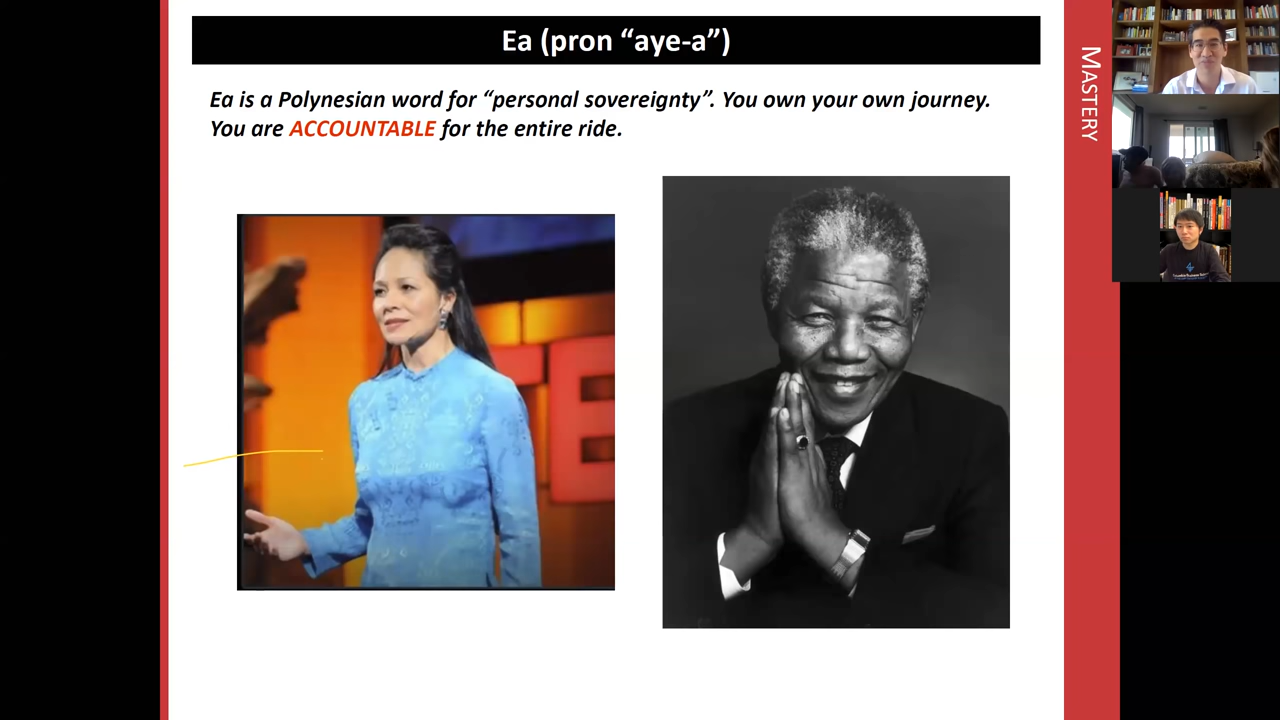 Ea (pron “aye-a”)
Ea is a Polynesian word for “personal sovereignty”. You own your own journey.
You are ACCOUNTABLE for the entire ride.
MASTERY
TE